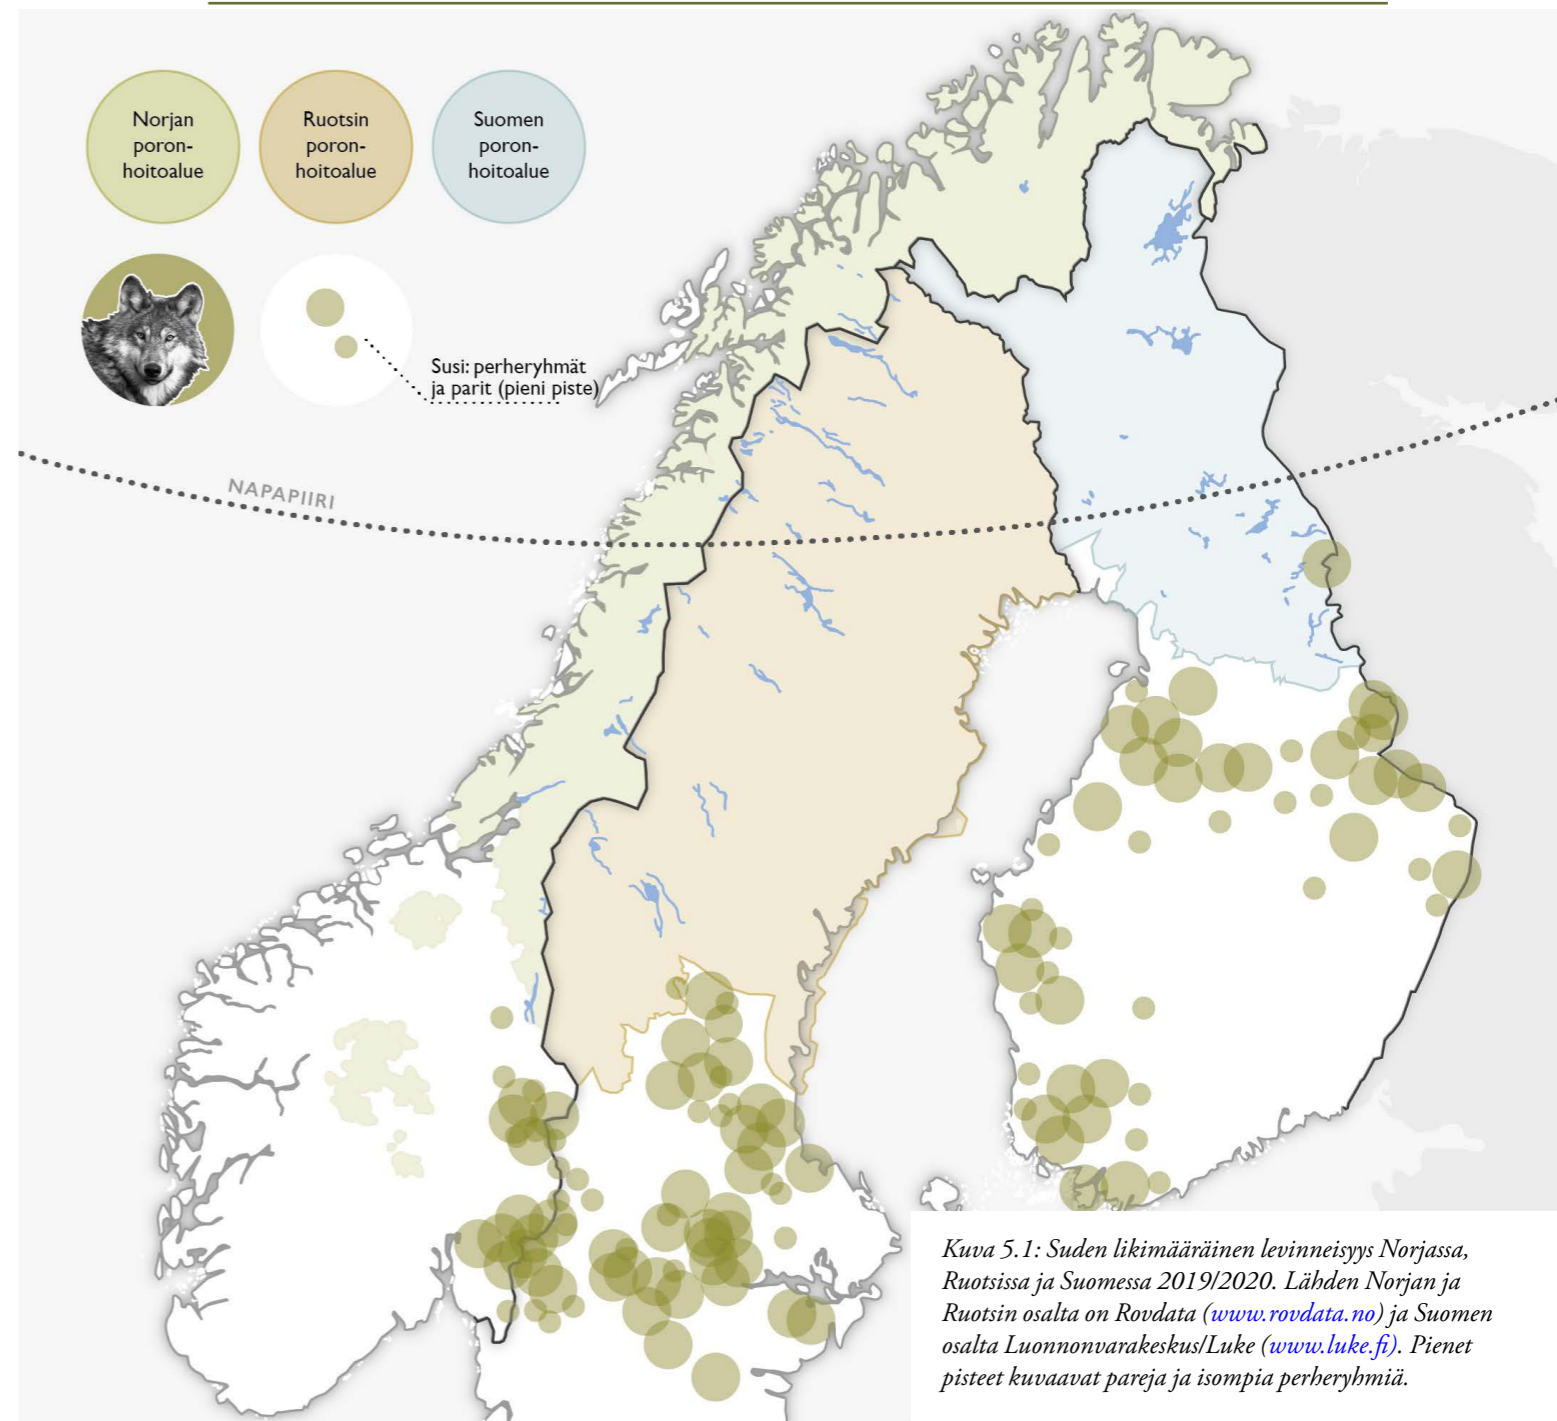 Norjan
poron-
hoitoalue
Ruotsin
poron-
hoitoalue
Suomen
poron-
hoitoalue
Susi: perheryhmät
ja parit (pieni piste)
NAPAPIIRI
Kuva 5.1: Suden likimääräinen levinneisyys Norjassa,
Ruotsissa ja Suomessa 2019/2020. Lähden Norjan ja
Ruotsin osalta on Rovdata (www.rovdata.no) ja Suomen
osalta Luonnonvarakeskus/Luke (www.luke.fi). Pienet
pisteet kuvaavat pareja ja isompia perheryhmiä.